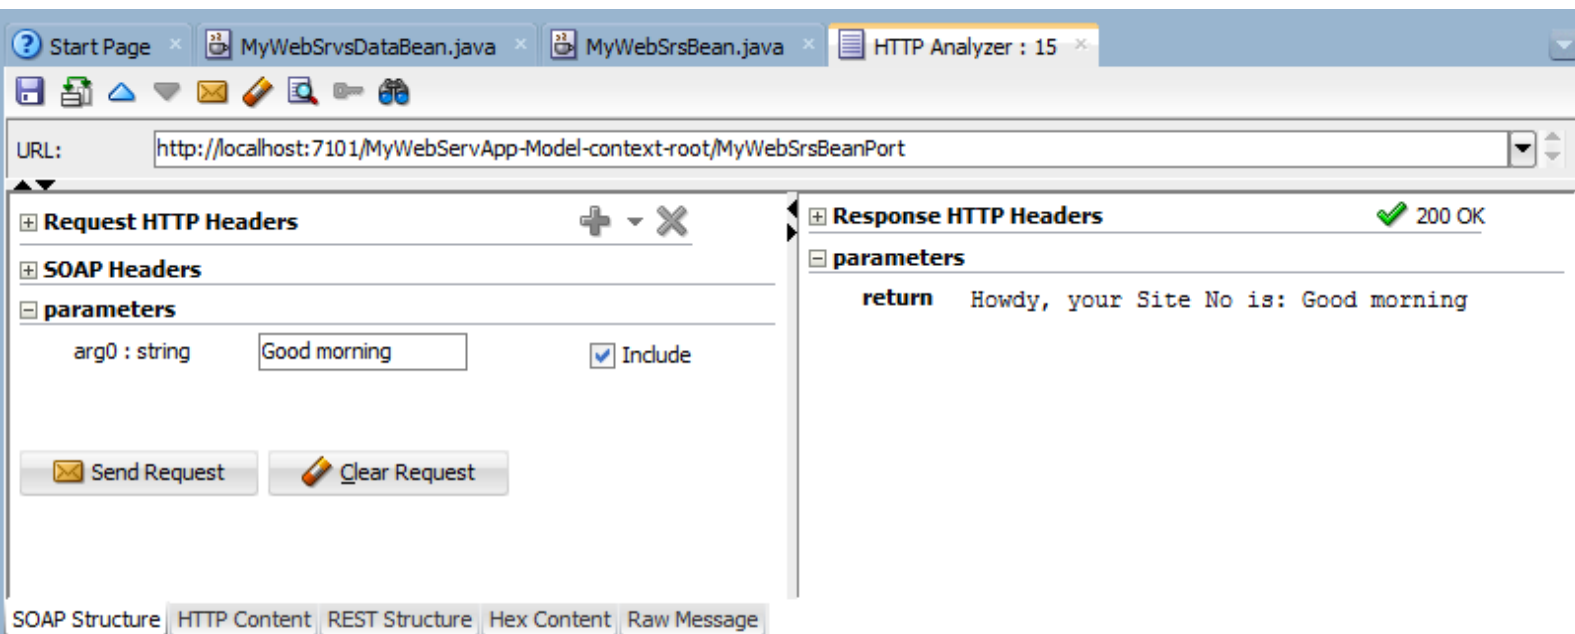 Start Page MyWebSrvsDataBean.java MyWebSrsBean.java HTTP Analyzer : 15
URL: http://localhost:7101/MyWebServApp-Model-context-root/MyWebSrsBeanPort
Request HTTP Headers
SOAP Headers
parameters
arg0 : string Good morning Include
Send Request Clear Request
Response HTTP Headers 200 OK
parameters
return Howdy, your Site No is: Good morning
SOAP Structure HTTP Content REST Structure Hex Content Raw Message